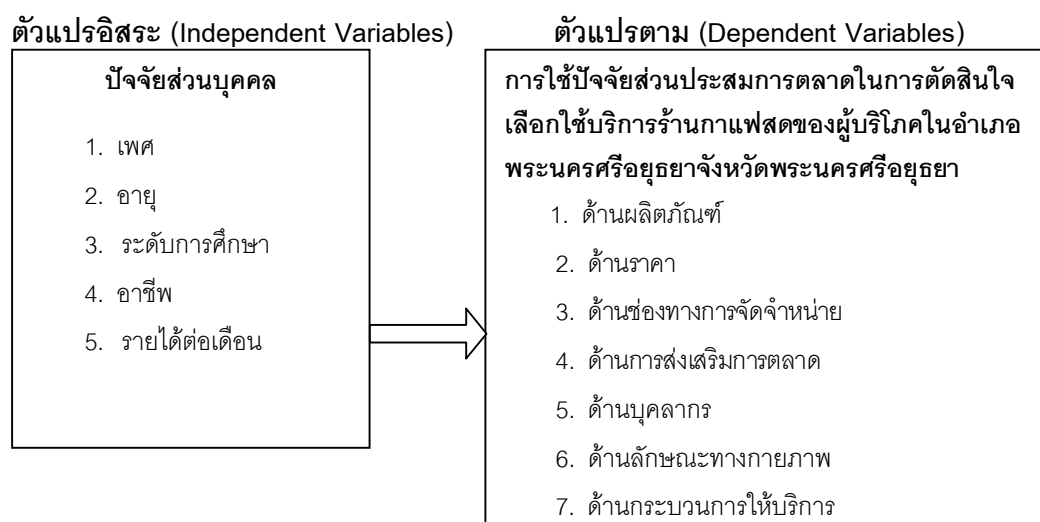 ตัวแปรอิสระ (Independent Variables)
ปัจจัยส่วนบุคคล
1. เพศ
2. อายุ
3. ระดับการศึกษา
4. อาชีพ
5. รายได้ต่อเดือน
ตัวแปรตาม (Dependent Variables)
การใช้ปัจจัยส่วนประสมการตลาดในการตัดสินใจ
เลือกใช้บริการร้านกาแฟสดของผู้บริโภคในอำเภอ
พระนครศรีอยุธยาจังหวัดพระนครศรีอยุธยา
1. ด้านผลิตภัณฑ์
2. ด้านราคา
3. ด้านช่องทางการจัดจำหน่าย
4. ด้านการส่งเสริมการตลาด
5. ด้านบุคลากร
6. ด้านลักษณะทางกายภาพ
7. ด้านกระบวนการให้บริการ